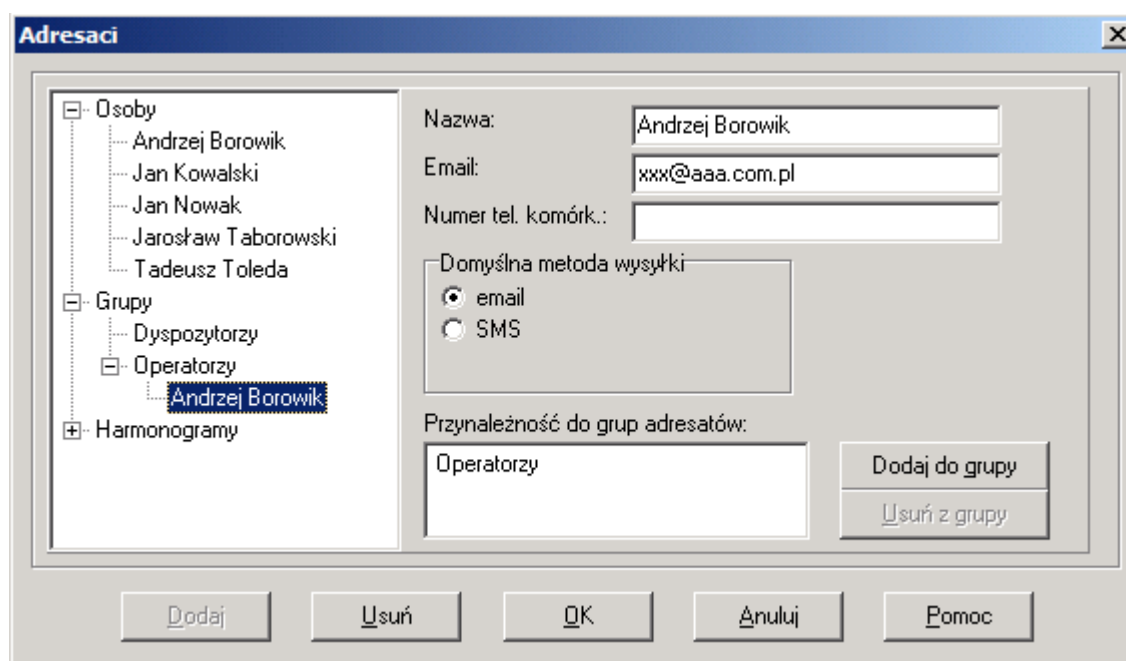 Adresaci
Osoby
Andrzej Borowik
Jan Kowalski
Jan Nowak
Jarosław Taborowski
Tadeusz Toleda
Grupy
Dyspozytorzy
Operatorzy
Andrzej Borowik
Harmonogramy
Nazwa: Andrzej Borowik
Email: xxx@aaa.com.pl
Numer tel. komórk.:
Domyślna metoda wysyłki
email
SMS
Przynależność do grup adresatów:
Operatorzy
Dodaj do grupy
Usuń z grupy
Dodaj Usuń OK Anuluj Pomoc